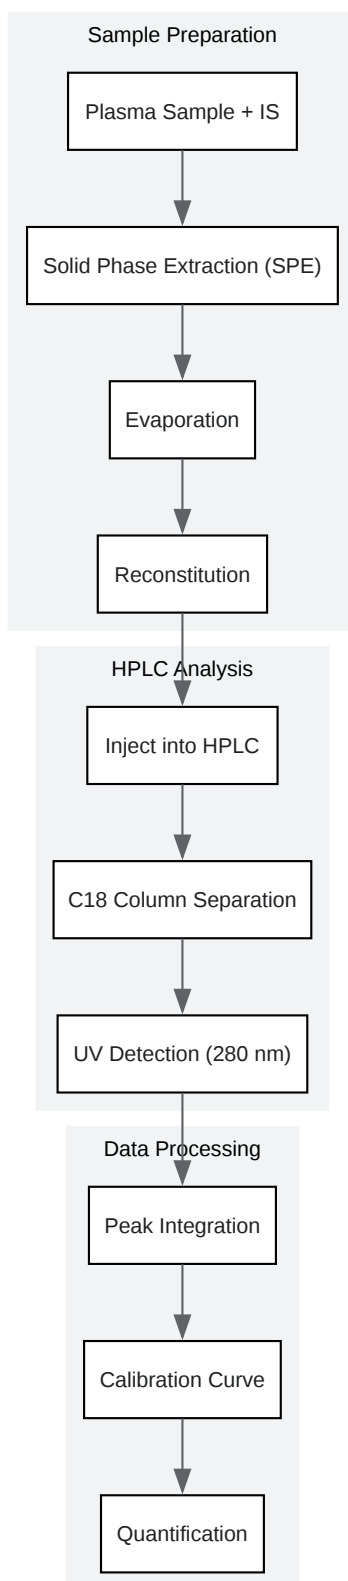 Sample Preparation
Plasma Sample + IS
Solid Phase Extraction (SPE)
Evaporation
Reconstitution
HPLC Analysis
Inject into HPLC
C18 Column Separation
UV Detection (280 nm)
Data Processing
Peak Integration
Calibration Curve
Quantification